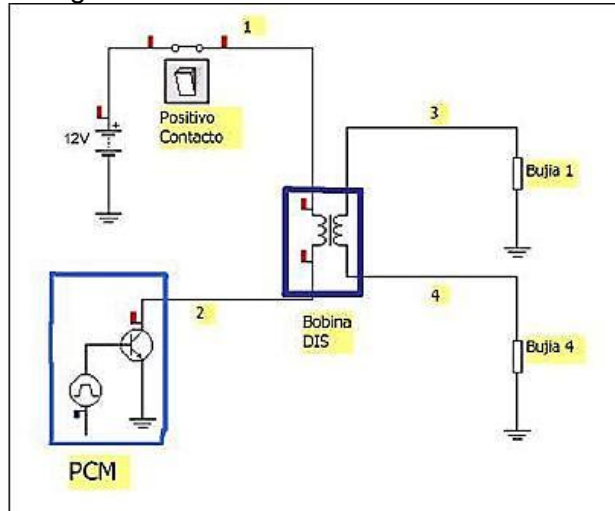 1
Positivo
Contacto
12V
+
3
Bujia 1
2
Bobina
DIS
4
Bujia 4
PCM